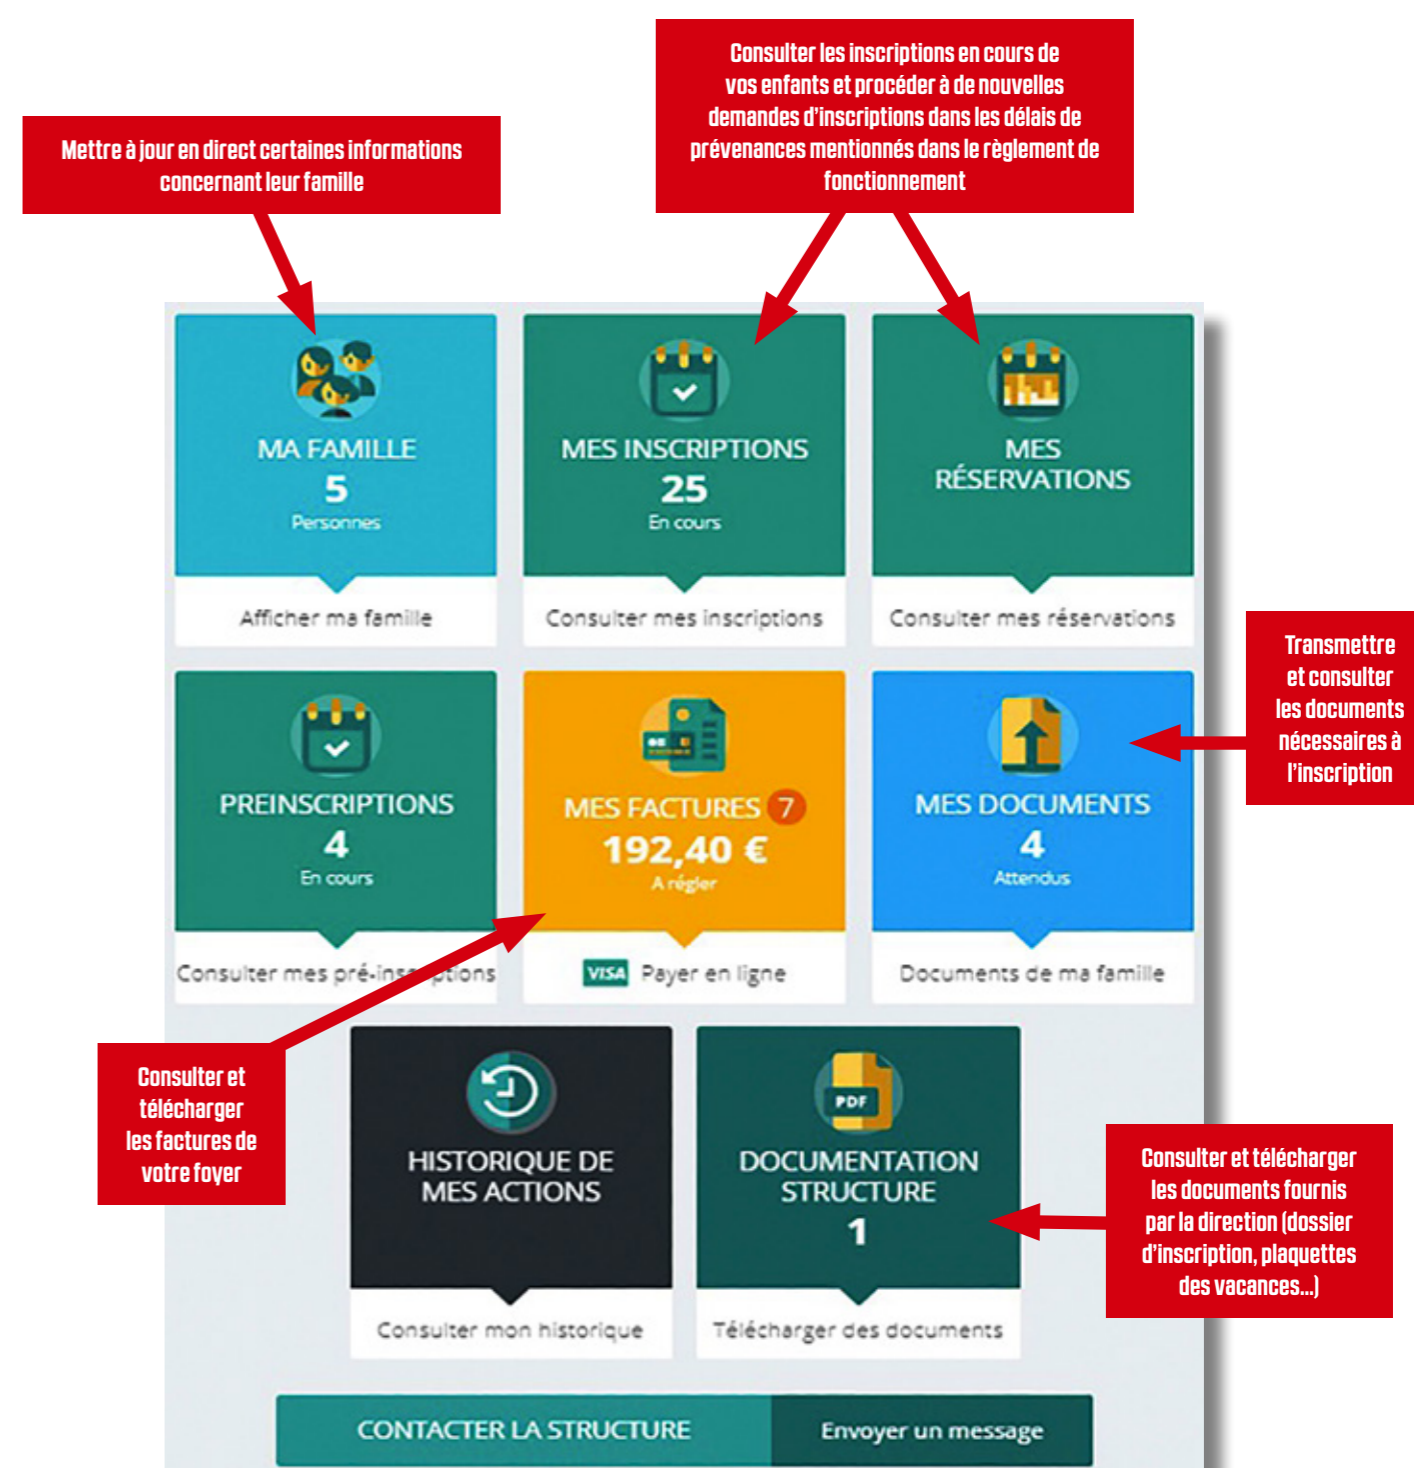 Consulter les inscriptions en cours de
vos enfants et procéder à de nouvelles
demandes d'inscriptions dans les délais de
prévenances mentionnés dans le règlement de
fonctionnement
Mettre à jour en direct certaines informations
concernant leur famille
MA FAMILLE
5
Personnes
Afficher ma famille
MES INSCRIPTIONS
25
En cours
Consulter mes inscriptions
MES
RÉSERVATIONS
Consulter mes réservations
Transmettre
et consulter
les documents
nécessaires à
l'inscription
PREINSCRIPTIONS
4
En cours
Consulter mes pré-inscriptions
MES FACTURES 7
192,40 €
A régler
VISA Payer en ligne
MES DOCUMENTS
4
Attendus
Documents de ma famille
Consulter et
télécharger
les factures de
votre foyer
HISTORIQUE DE
MES ACTIONS
Consulter mon historique
PDF
DOCUMENTATION
STRUCTURE
1
Télécharger des documents
Consulter et télécharger
les documents fournis
par la direction (dossier
d'inscription, plaquettes
des vacances...)
CONTACTER LA STRUCTURE
Envoyer un message